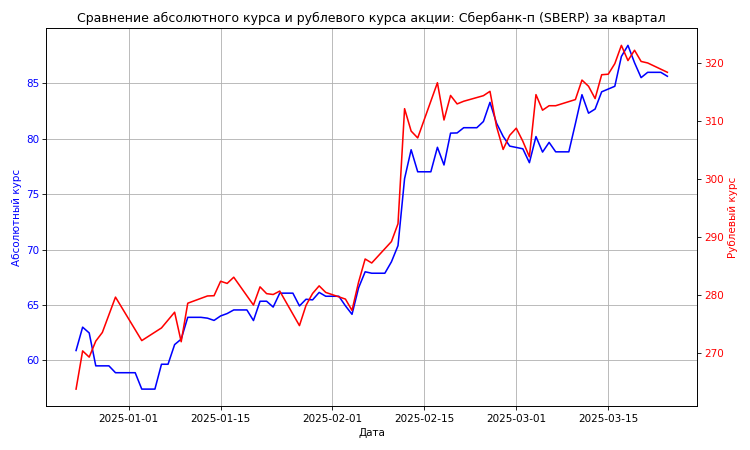 Сравнение абсолютного курса и рублевого курса акции: Сбербанк-п (SBERP) за квартал
Абсолютный курс
85
80
75
70
65
60
320
310
300
290
280
270
Рублевый курс
2025-01-01 2025-01-15 2025-02-01 2025-02-15 2025-03-01 2025-03-15
Дата